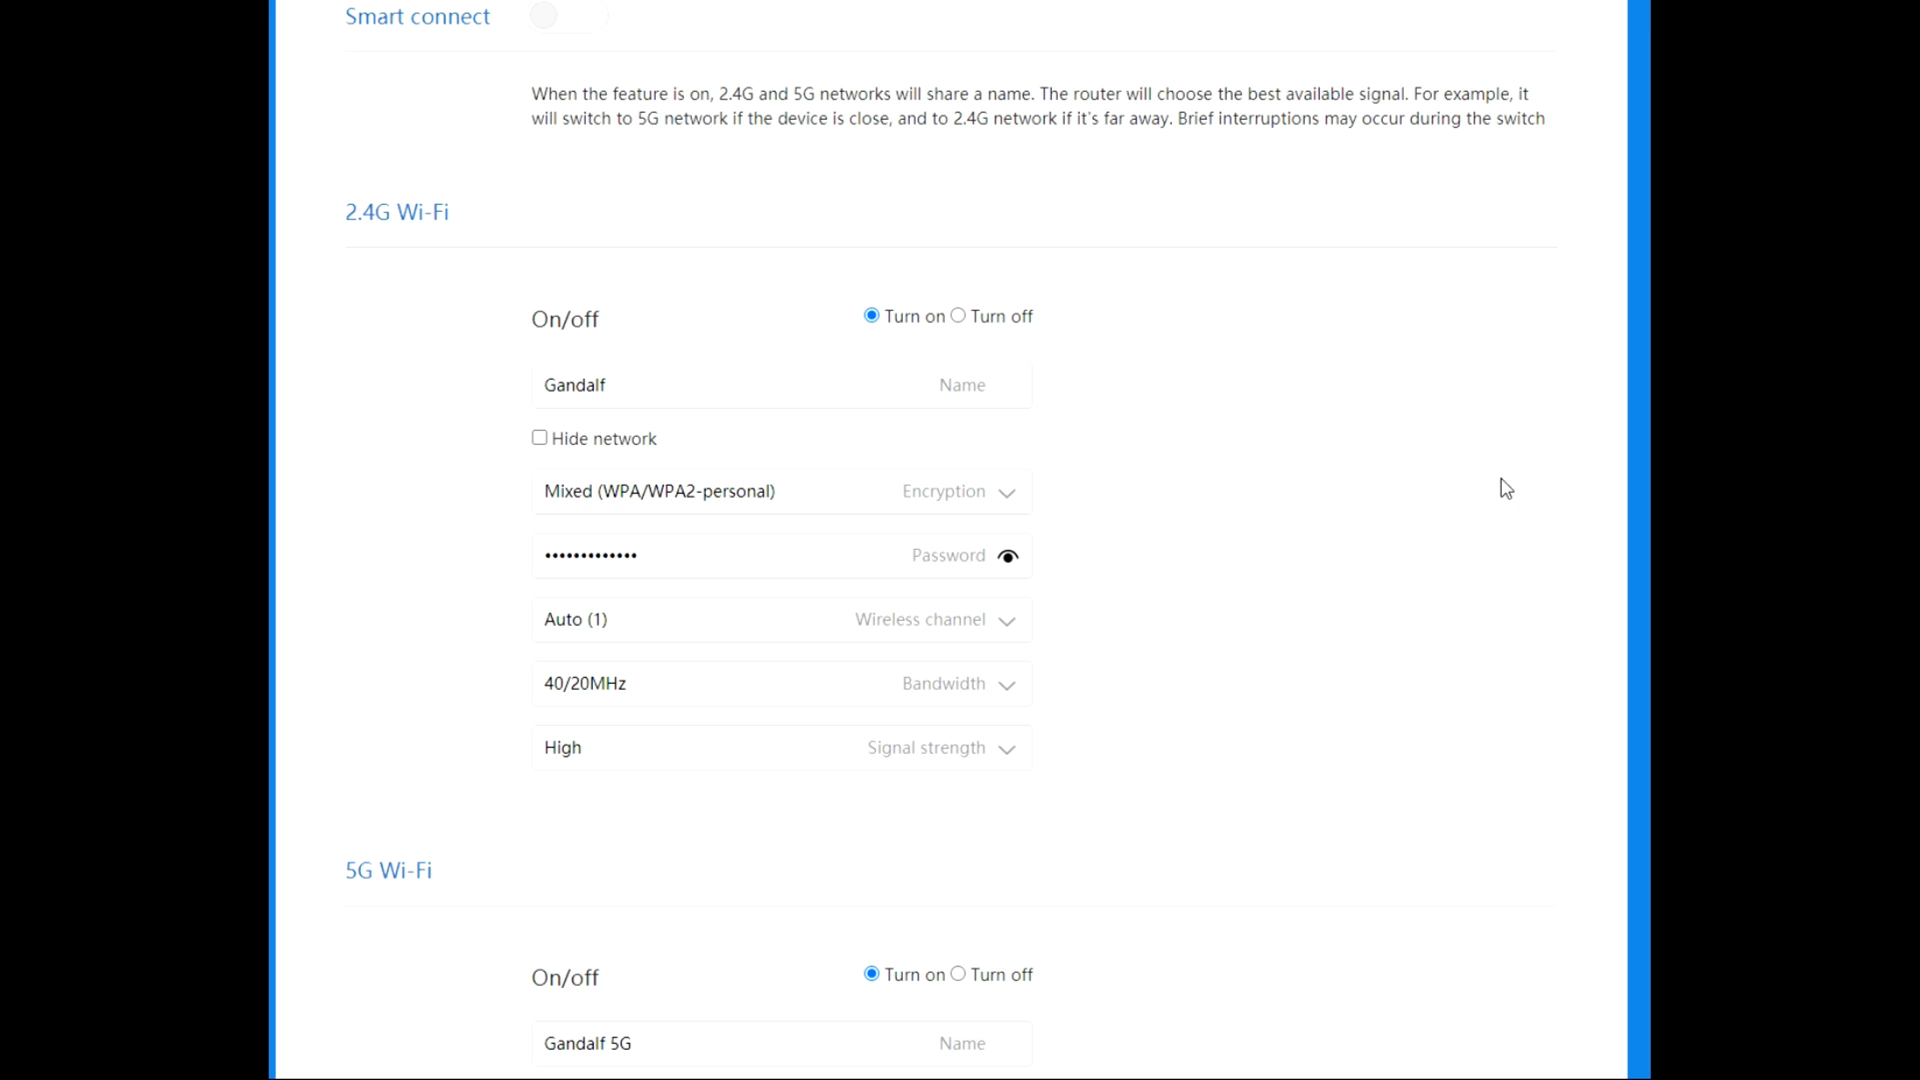 Smart connect
When the feature is on, 2.4G and 5G networks will share a name. The router will choose the best available signal. For example, it
will switch to 5G network if the device is close, and to 2.4G network if it's far away. Brief interruptions may occur during the switch
2.4G Wi-Fi
On/off Turn on Turn off
Gandalf Name
Hide network
Mixed (WPA/WPA2-personal) Encryption
••••••••••••• Password
Auto (1) Wireless channel
40/20MHz Bandwidth
High Signal strength
5G Wi-Fi
On/off Turn on Turn off
Gandalf 5G Name